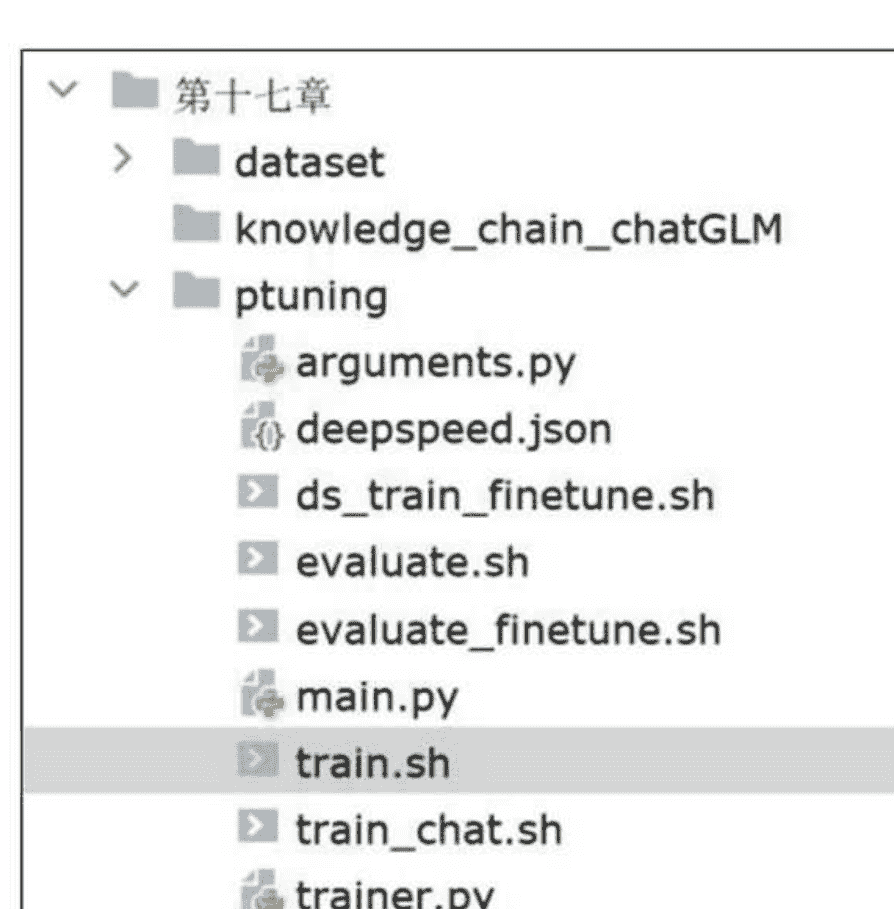 第十七章
dataset
knowledge_chain_chatGLM
ptuning
arguments.py
deepspeed.json
ds_train_finetune.sh
evaluate.sh
evaluate_finetune.sh
main.py
train.sh
train_chat.sh
trainer.py